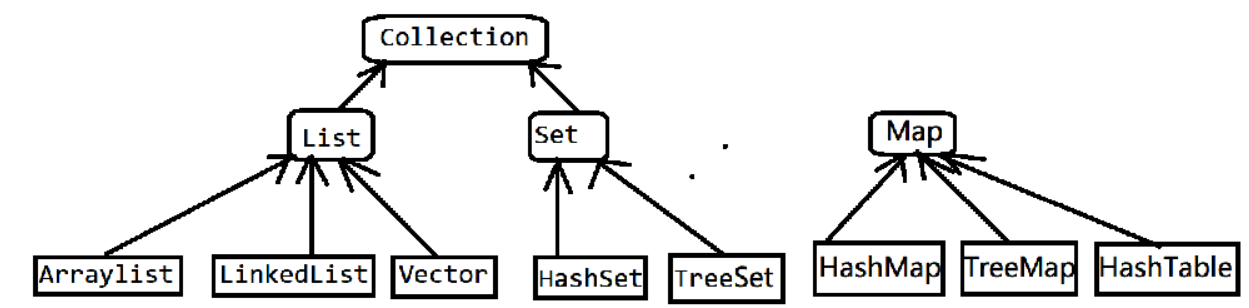 Collection
List
Set
Map
Arraylist
LinkedList
Vector
HashSet
TreeSet
HashMap
TreeMap
HashTable